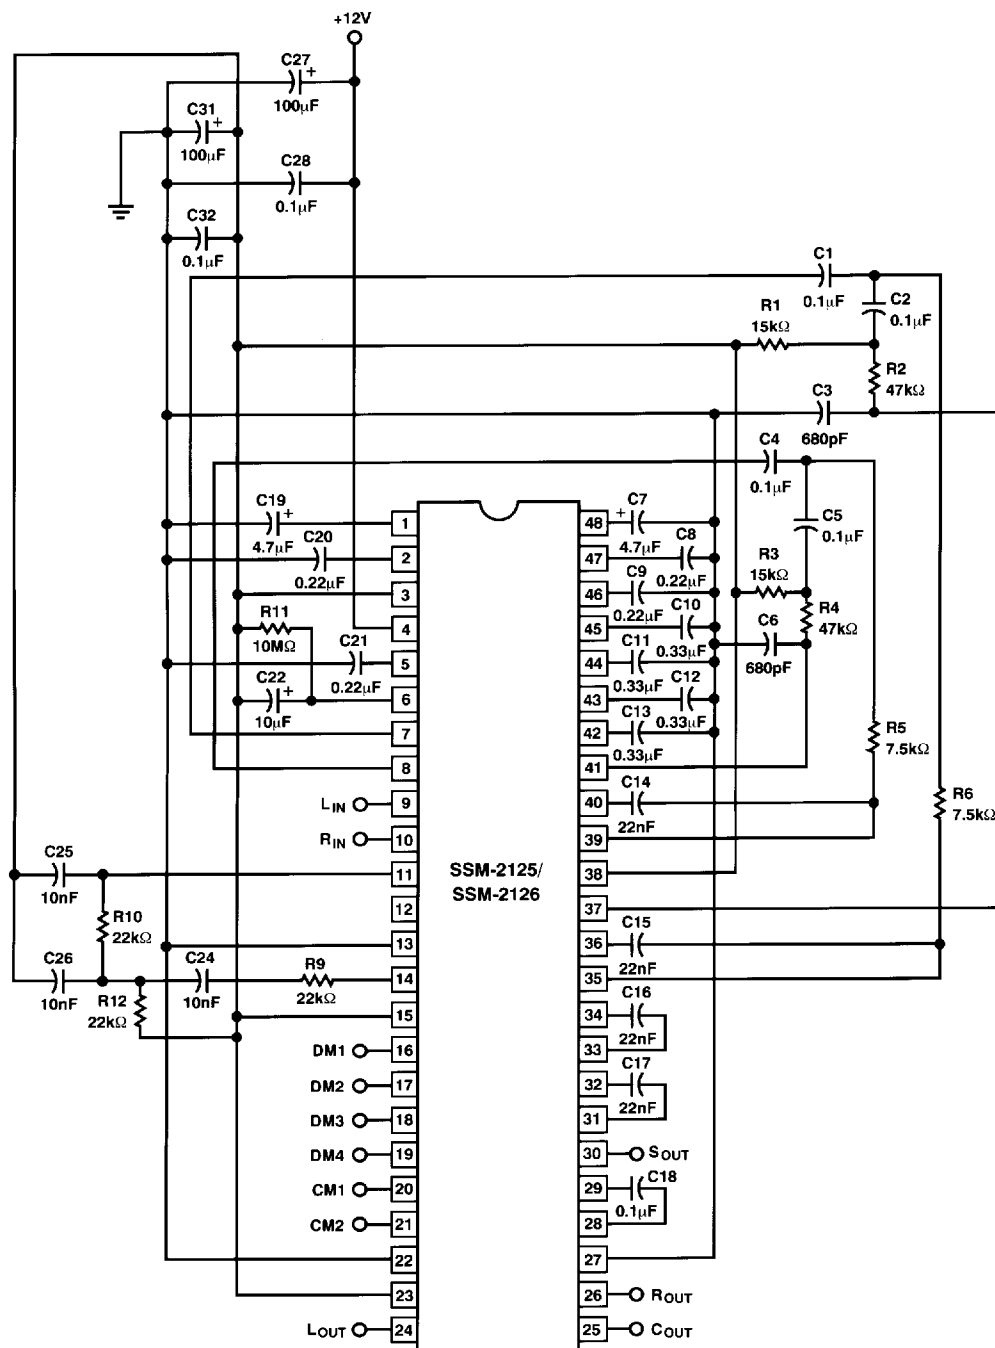 +12V
C27
+
100μF
C31
+
100μF
C28
0.1μF
C32
0.1μF
C1
0.1μF
C2
0.1μF
R1
15kΩ
R2
47kΩ
C3
680pF
C4
0.1μF
C5
0.1μF
R3
15kΩ
R4
47kΩ
C6
680pF
R5
7.5kΩ
R6
7.5kΩ
C19
+
4.7μF
C20
0.22μF
R11
10MΩ
C21
0.22μF
C22
+
10μF
1
2
3
4
5
6
7
8
LIN
9
RIN
10
C25
10nF
11
12
R10
22kΩ
13
C26
10nF
R12
22kΩ
C24
10nF
R9
22kΩ
14
15
DM1
16
DM2
17
DM3
18
DM4
19
CM1
20
CM2
21
22
23
LOUT
24
SSM-2125/
SSM-2126
48
+
C7
4.7μF
47
C8
0.22μF
46
C9
0.22μF
45
C10
0.33μF
44
C11
0.33μF
43
C12
0.33μF
42
C13
0.33μF
41
40
C14
22nF
39
38
37
36
C15
22nF
35
34
C16
22nF
33
32
C17
22nF
31
30
SOUT
29
C18
0.1μF
28
27
26
ROUT
25
COUT